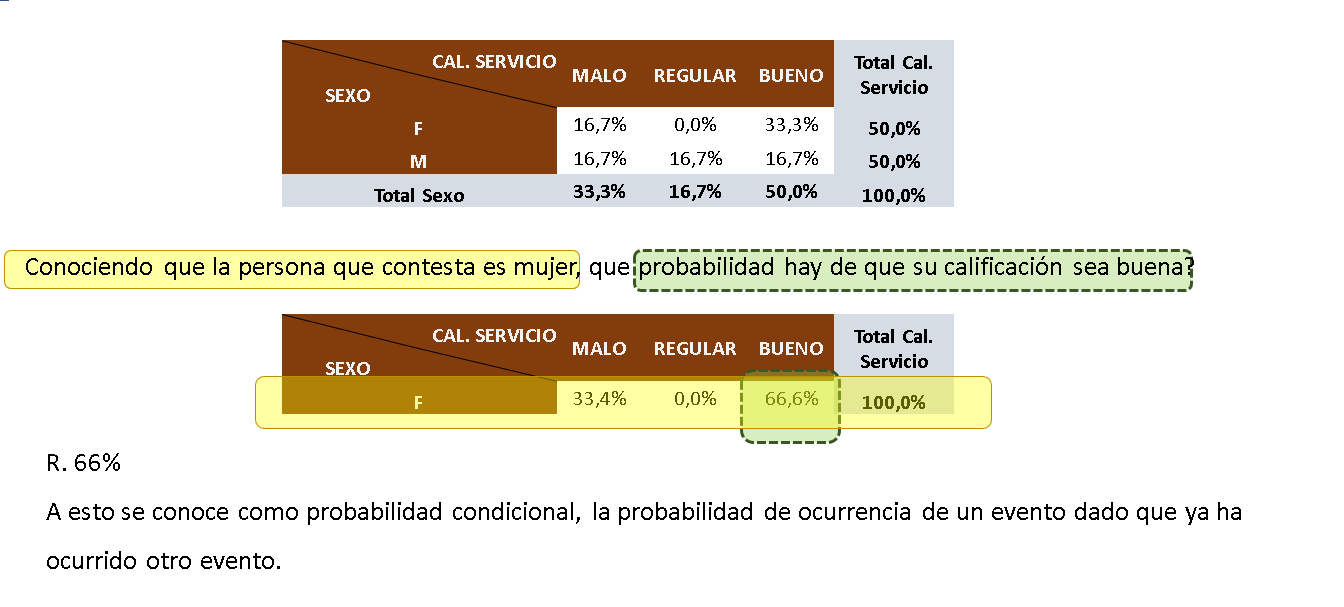 CAL. SERVICIO MALO REGULAR BUENO Total Cal. Servicio
SEXO
F 16,7% 0,0% 33,3% 50,0%
M 16,7% 16,7% 16,7% 50,0%
Total Sexo 33,3% 16,7% 50,0% 100,0%
Conociendo que la persona que contesta es mujer, que probabilidad hay de que su calificación sea buena?
CAL. SERVICIO MALO REGULAR BUENO Total Cal. Servicio
SEXO
F 33,4% 0,0% 66,6% 100,0%
R. 66%
A esto se conoce como probabilidad condicional, la probabilidad de ocurrencia de un evento dado que ya ha
ocurrido otro evento.